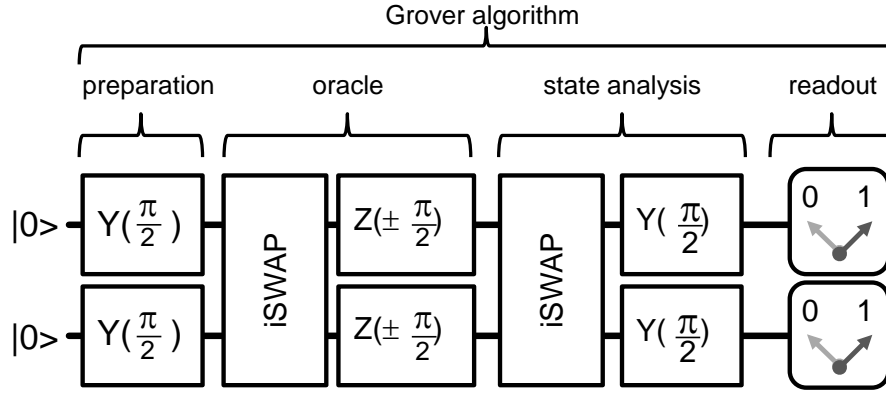 Grover algorithm
preparation oracle state analysis readout
|0> Y(π/2) iSWAP Z(± π/2) iSWAP Y(π/2) 0 1
|0> Y(π/2) Z(± π/2) Y(π/2) 0 1